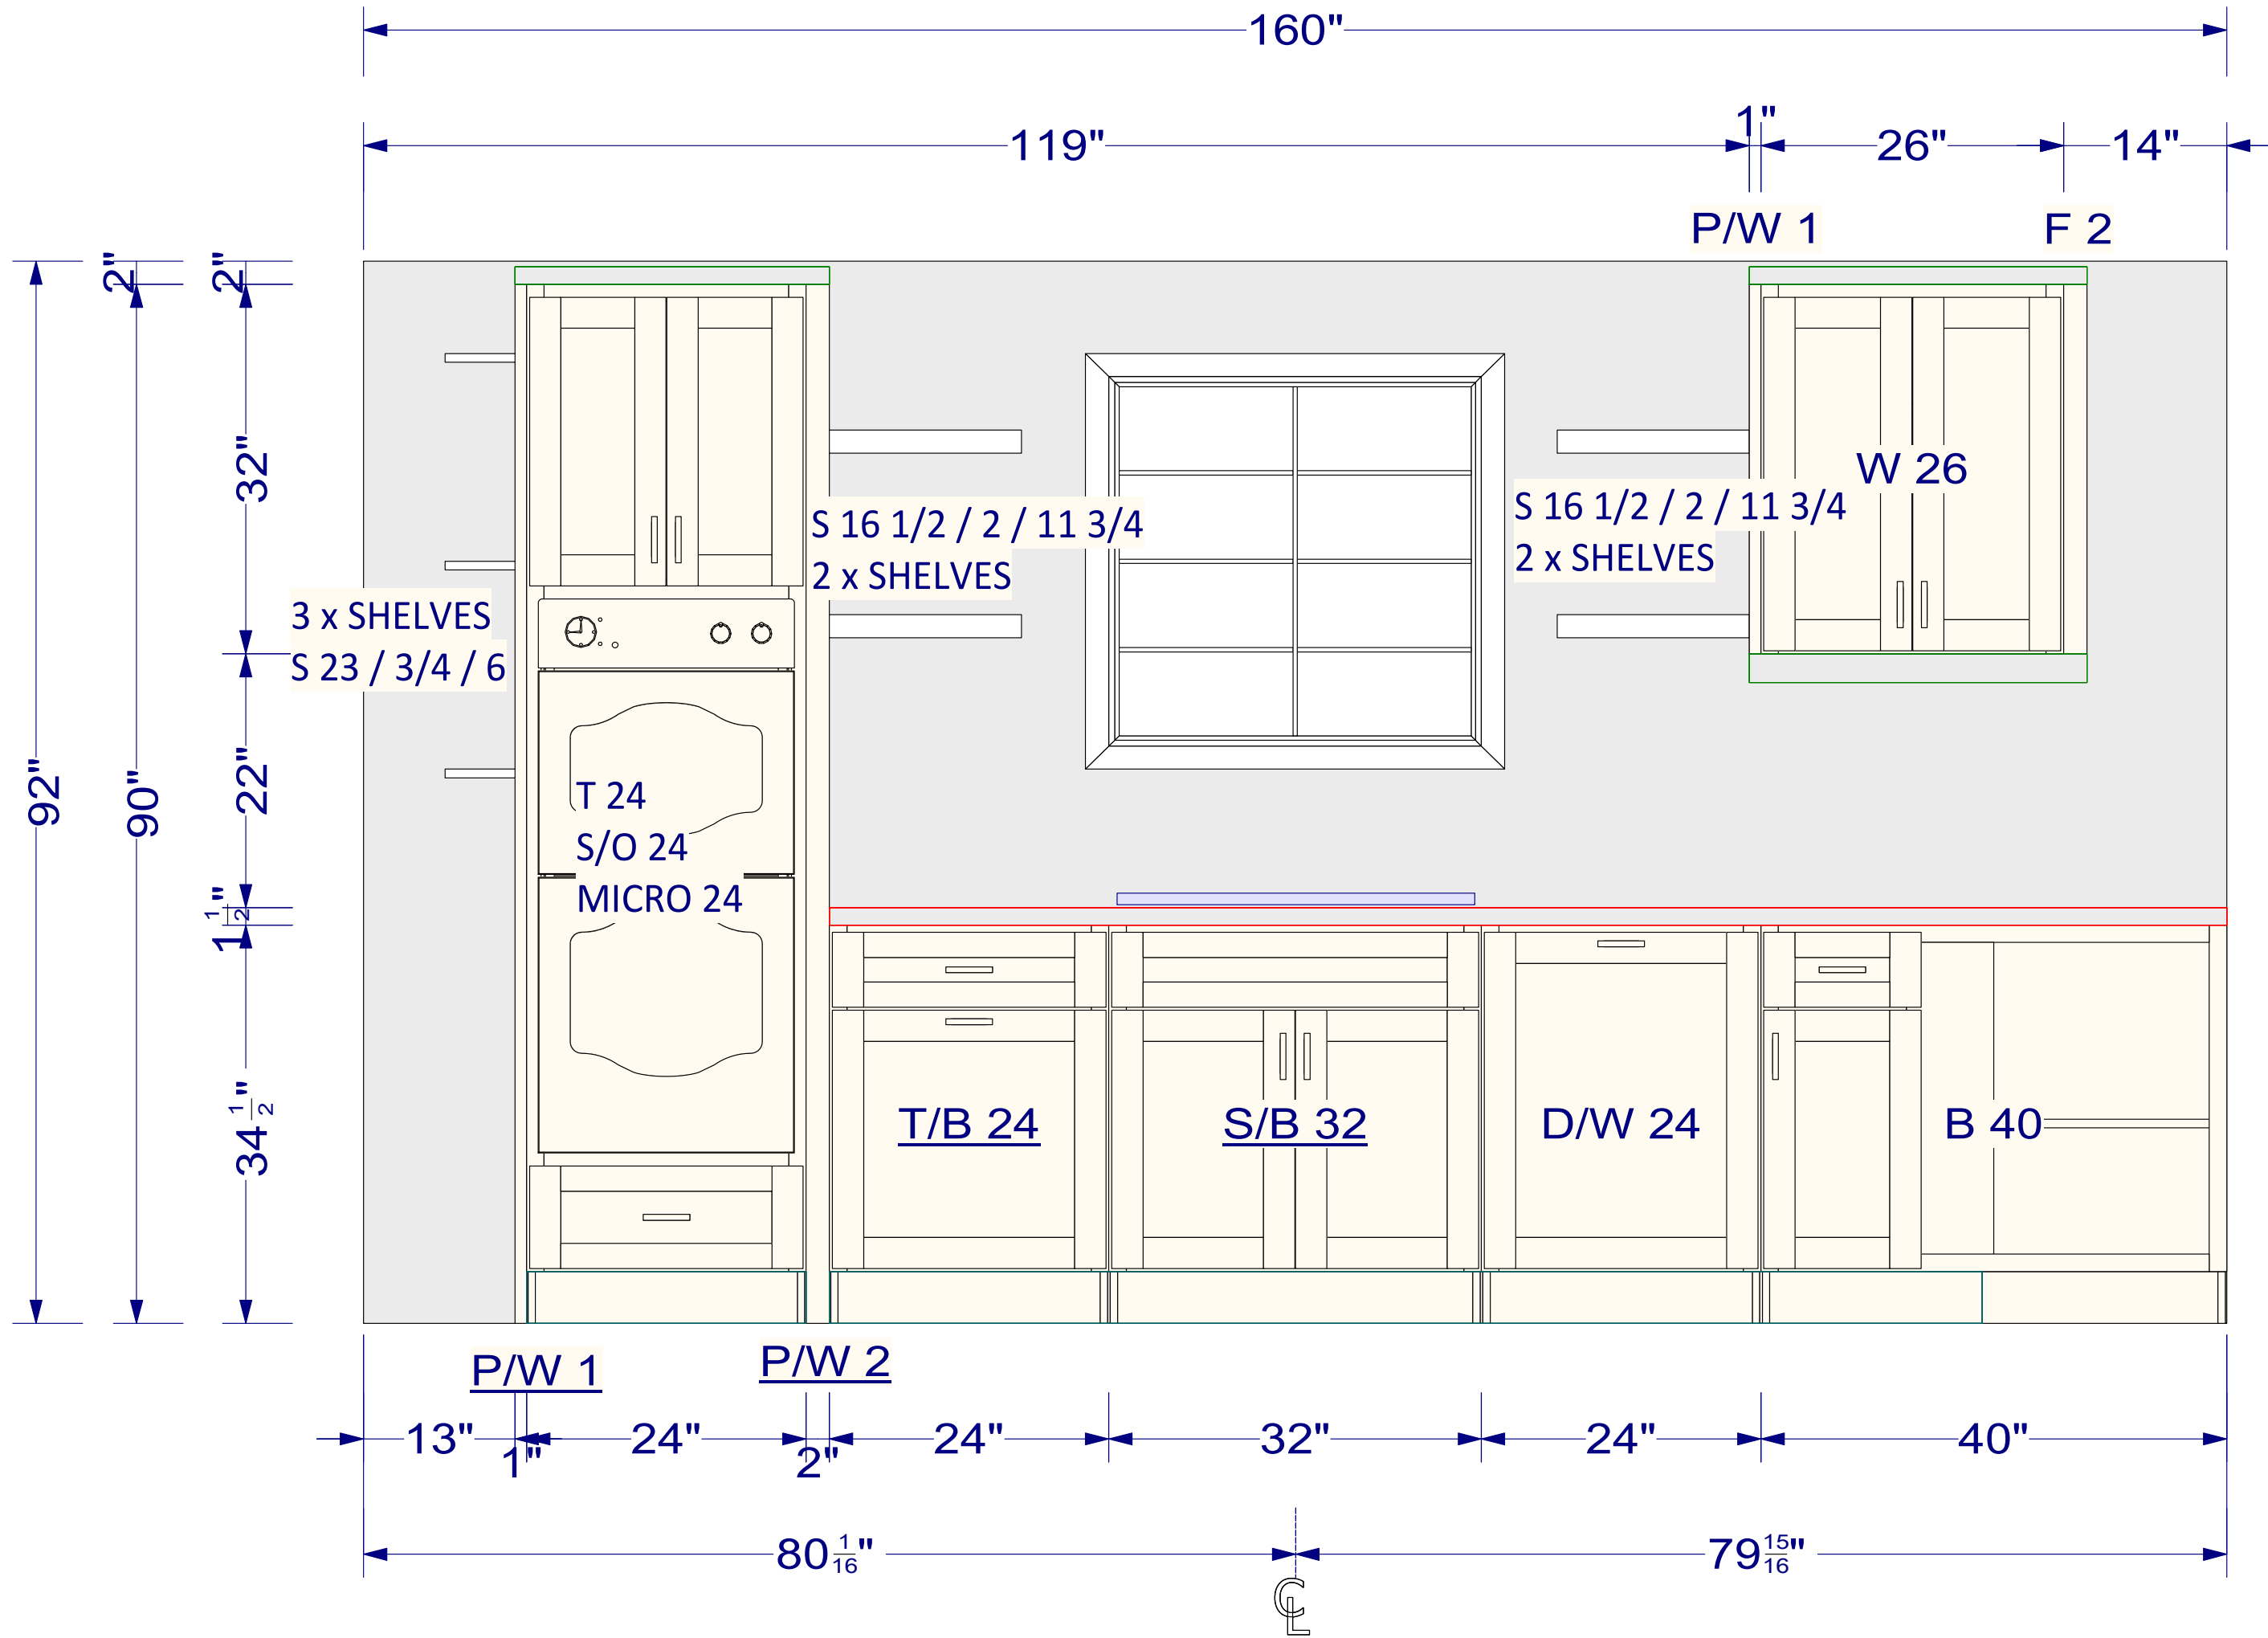 160"
119"
1"
26"
14"
P/W 1
F 2
2"
2"
32"
22"
1 1/2"
34 1/2"
90"
92"
W 26
S 16 1/2 / 2 / 11 3/4
2 x SHELVES
S 16 1/2 / 2 / 11 3/4
2 x SHELVES
3 x SHELVES
S 23 / 3/4 / 6
T 24
S/O 24
MICRO 24
T/B 24
S/B 32
D/W 24
B 40
P/W 1
P/W 2
13"
1"
24"
2"
24"
32"
24"
40"
80 1/16"
79 15/16"
CL